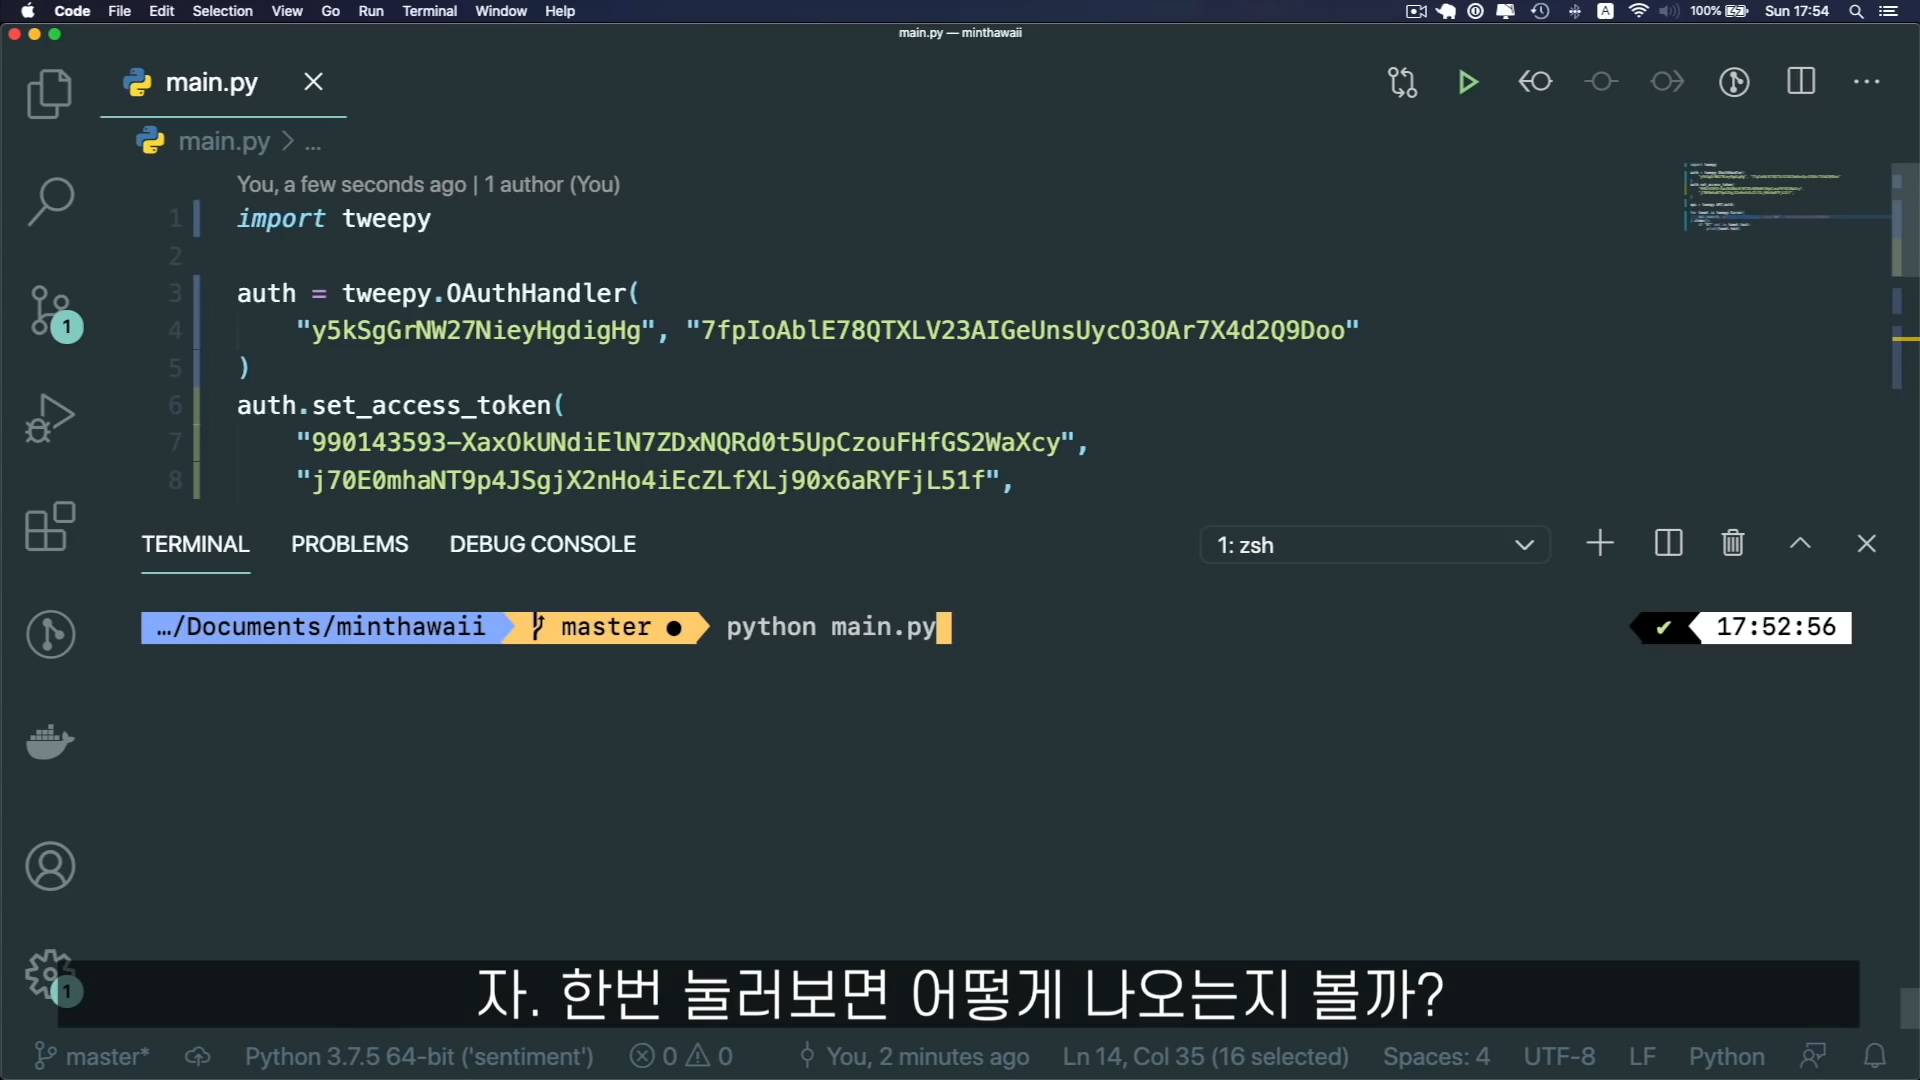 Code File Edit Selection View Go Run Terminal Window Help
100% Sun 17:54
main.py — minthawaii
main.py
main.py > ...
You, a few seconds ago | 1 author (You)
1 import tweepy
2
3 auth = tweepy.OAuthHandler(
4 "y5kSgGrNW27NieyHgdigHg", "7fpIoAblE78QTXLV23AIGeUnsUycO3OAr7X4d2Q9Doo"
5 )
6 auth.set_access_token(
7 "990143593-XaxOkUNdiElN7ZDxNQRd0t5UpCzouFHfGS2WaXcy",
8 "j70E0mhaNT9p4JSgjX2nHo4iEcZLfXLj90x6aRYFjL51f",
TERMINAL PROBLEMS DEBUG CONSOLE 1: zsh
…/Documents/minthawaii master ● python main.py ✔ 17:52:56
1
1
자. 한번 눌러보면 어떻게 나오는지 볼까?
master* Python 3.7.5 64-bit ('sentiment') 0 0 You, 2 minutes ago Ln 14, Col 35 (16 selected) Spaces: 4 UTF-8 LF Python